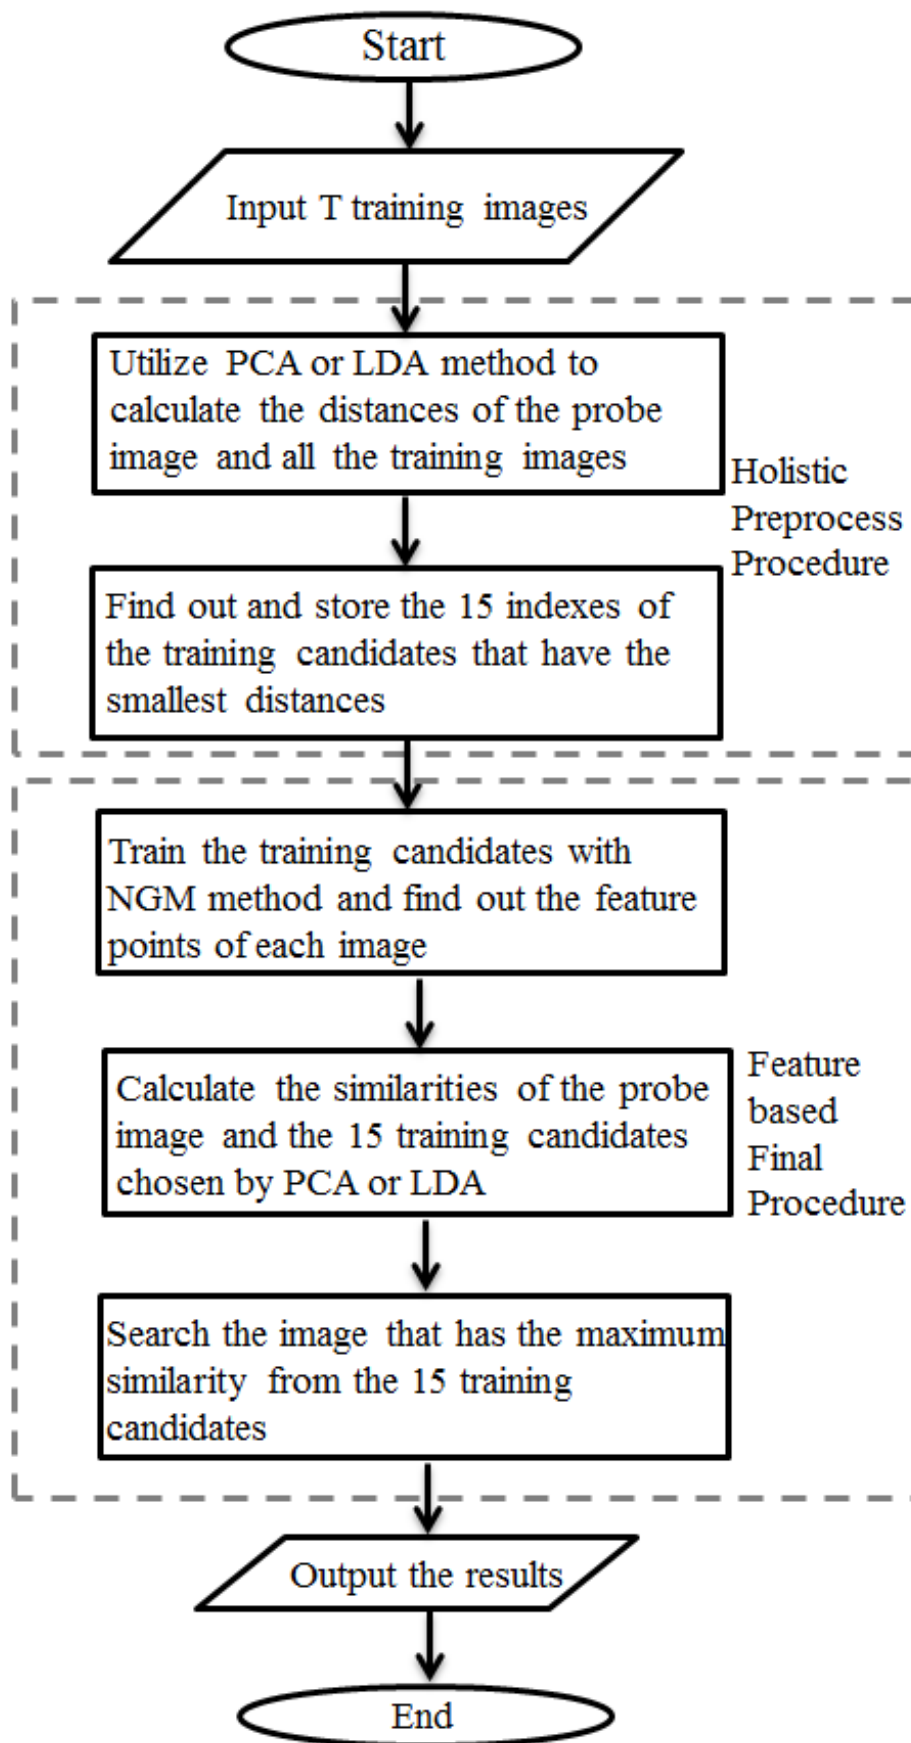 Start
Input T training images
Utilize PCA or LDA method to
calculate the distances of the probe
image and all the training images
Holistic
Preprocess
Procedure
Find out and store the 15 indexes of
the training candidates that have the
smallest distances
Train the training candidates with
NGM method and find out the feature
points of each image
Calculate the similarities of the probe
image and the 15 training candidates
chosen by PCA or LDA
Feature
based
Final
Procedure
Search the image that has the maximum
similarity from the 15 training
candidates
Output the results
End